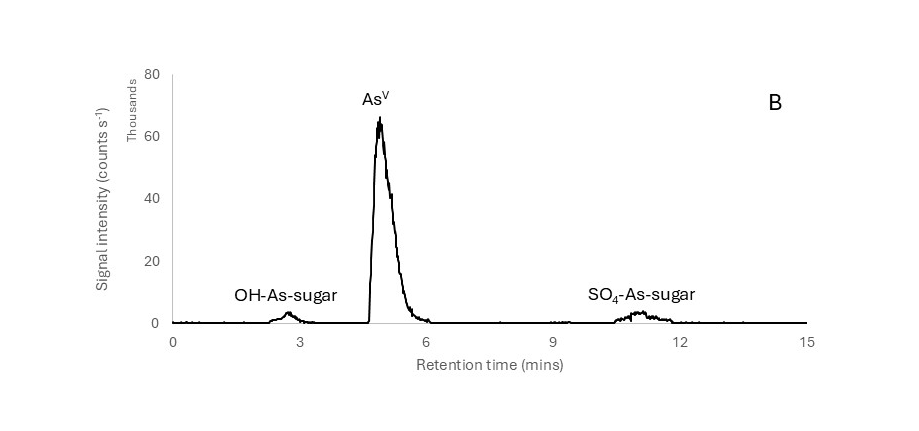 B
Signal intensity (counts s⁻¹)
Thousands
80
60
40
20
0
Asⱽ
OH-As-sugar
SO₄-As-sugar
0 3 6 9 12 15
Retention time (mins)